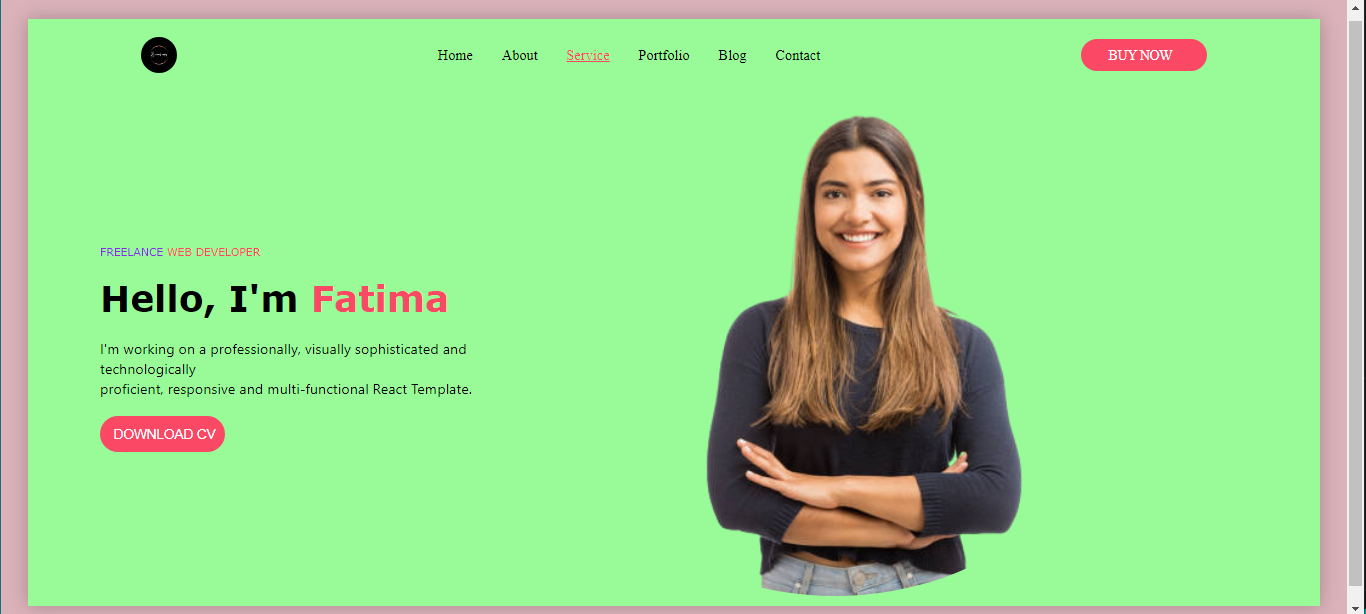 Home About Service Portfolio Blog Contact BUY NOW
FREELANCE WEB DEVELOPER
Hello, I'm Fatima
I'm working on a professionally, visually sophisticated and
technologically
proficient, responsive and multi-functional React Template.
DOWNLOAD CV